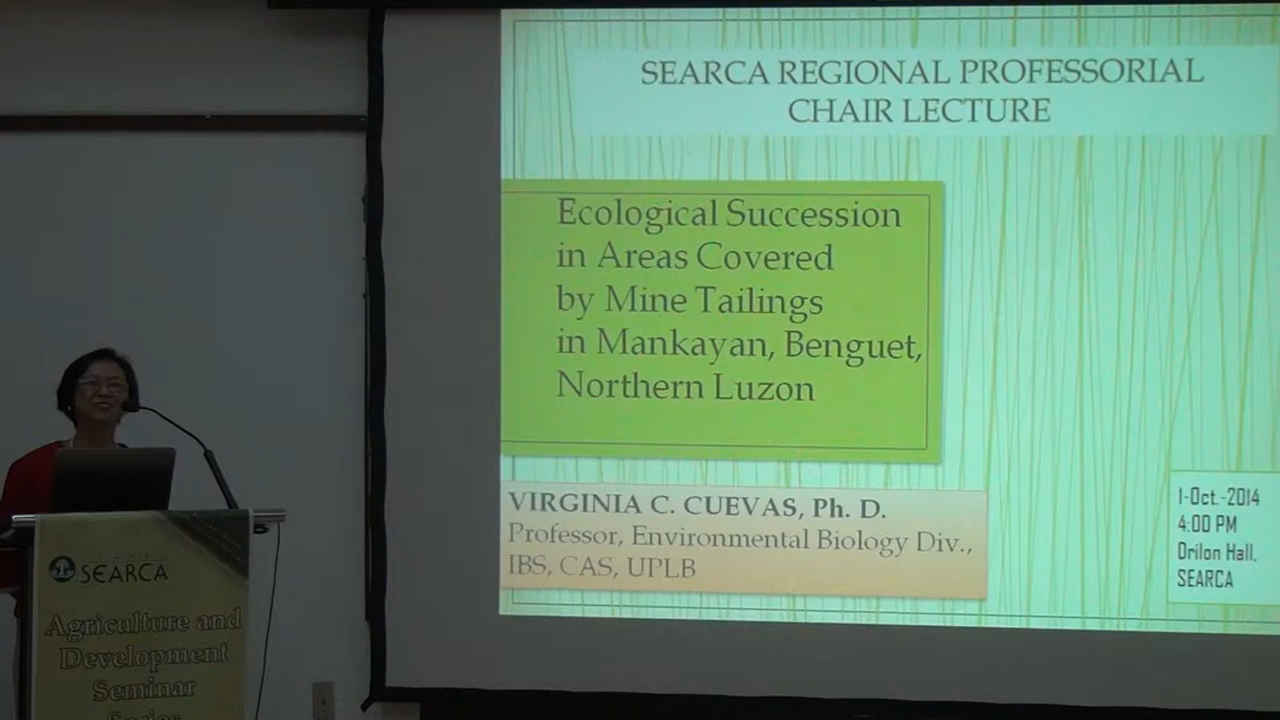 SEARCA REGIONAL PROFESSORIAL
CHAIR LECTURE
Ecological Succession
in Areas Covered
by Mine Tailings
in Mankayan, Benguet,
Northern Luzon
VIRGINIA C. CUEVAS, Ph. D.
Professor, Environmental Biology Div.,
IBS, CAS, UPLB
1-Oct.-2014
4:00 PM
Drilon Hall,
SEARCA
SEARCA
Agriculture and
Development
Seminar
Series